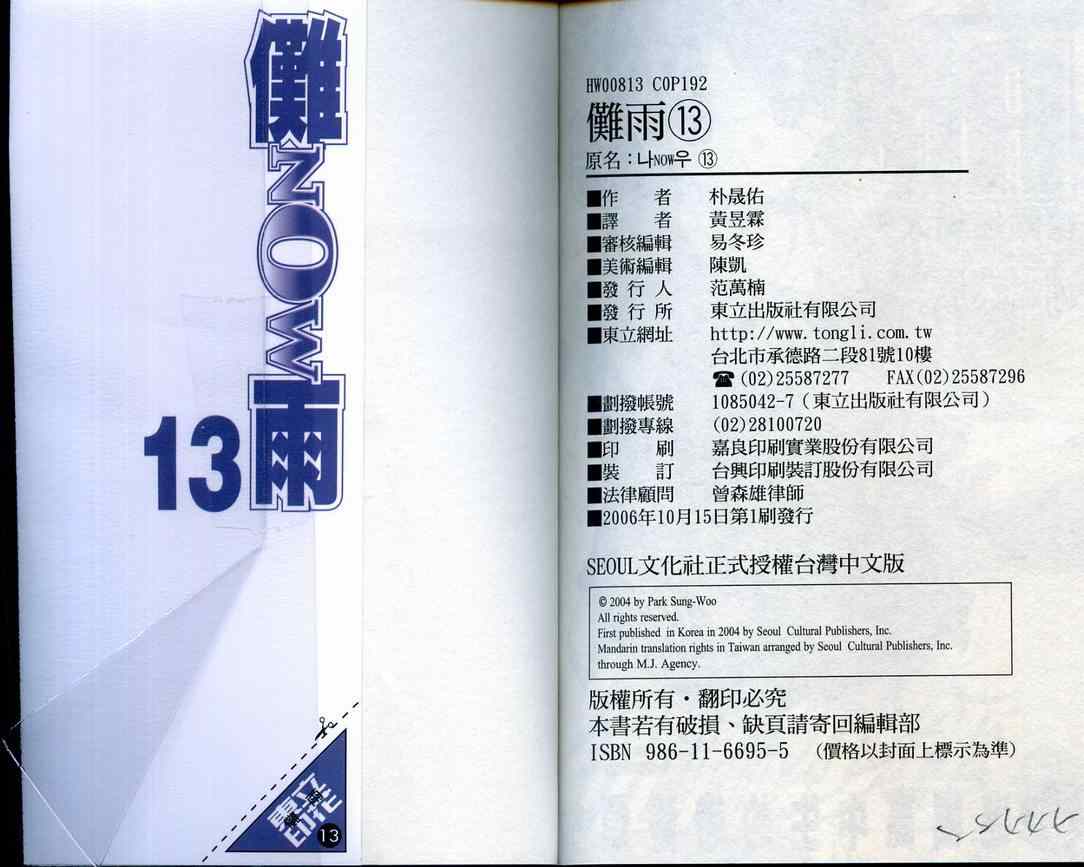 儺NOW雨
13
東立
印花
13
HW00813 C0P192
儺雨⑬
原名：나NOW우 ⑬
■作　　者　朴晟佑
■譯　　者　黃昱霖
■審核編輯　易冬珍
■美術編輯　陳凱
■發 行 人　范萬楠
■發 行 所　東立出版社有限公司
■東立網址　http://www.tongli.com.tw
台北市承德路二段81號10樓
☎(02)25587277　FAX(02)25587296
■劃撥帳號　1085042-7（東立出版社有限公司）
■劃撥專線　(02)28100720
■印　　刷　嘉良印刷實業股份有限公司
■裝　　訂　台興印刷裝訂股份有限公司
■法律顧問　曾森雄律師
■2006年10月15日第1刷發行
SEOUL文化社正式授權台灣中文版
© 2004 by Park Sung-Woo
All rights reserved.
First published in Korea in 2004 by Seoul Cultural Publishers, Inc.
Mandarin translation rights in Taiwan arranged by Seoul Cultural Publishers, Inc.
through M.J. Agency.
版權所有・翻印必究
本書若有破損、缺頁請寄回編輯部
ISBN 986-11-6695-5　（價格以封面上標示為準）